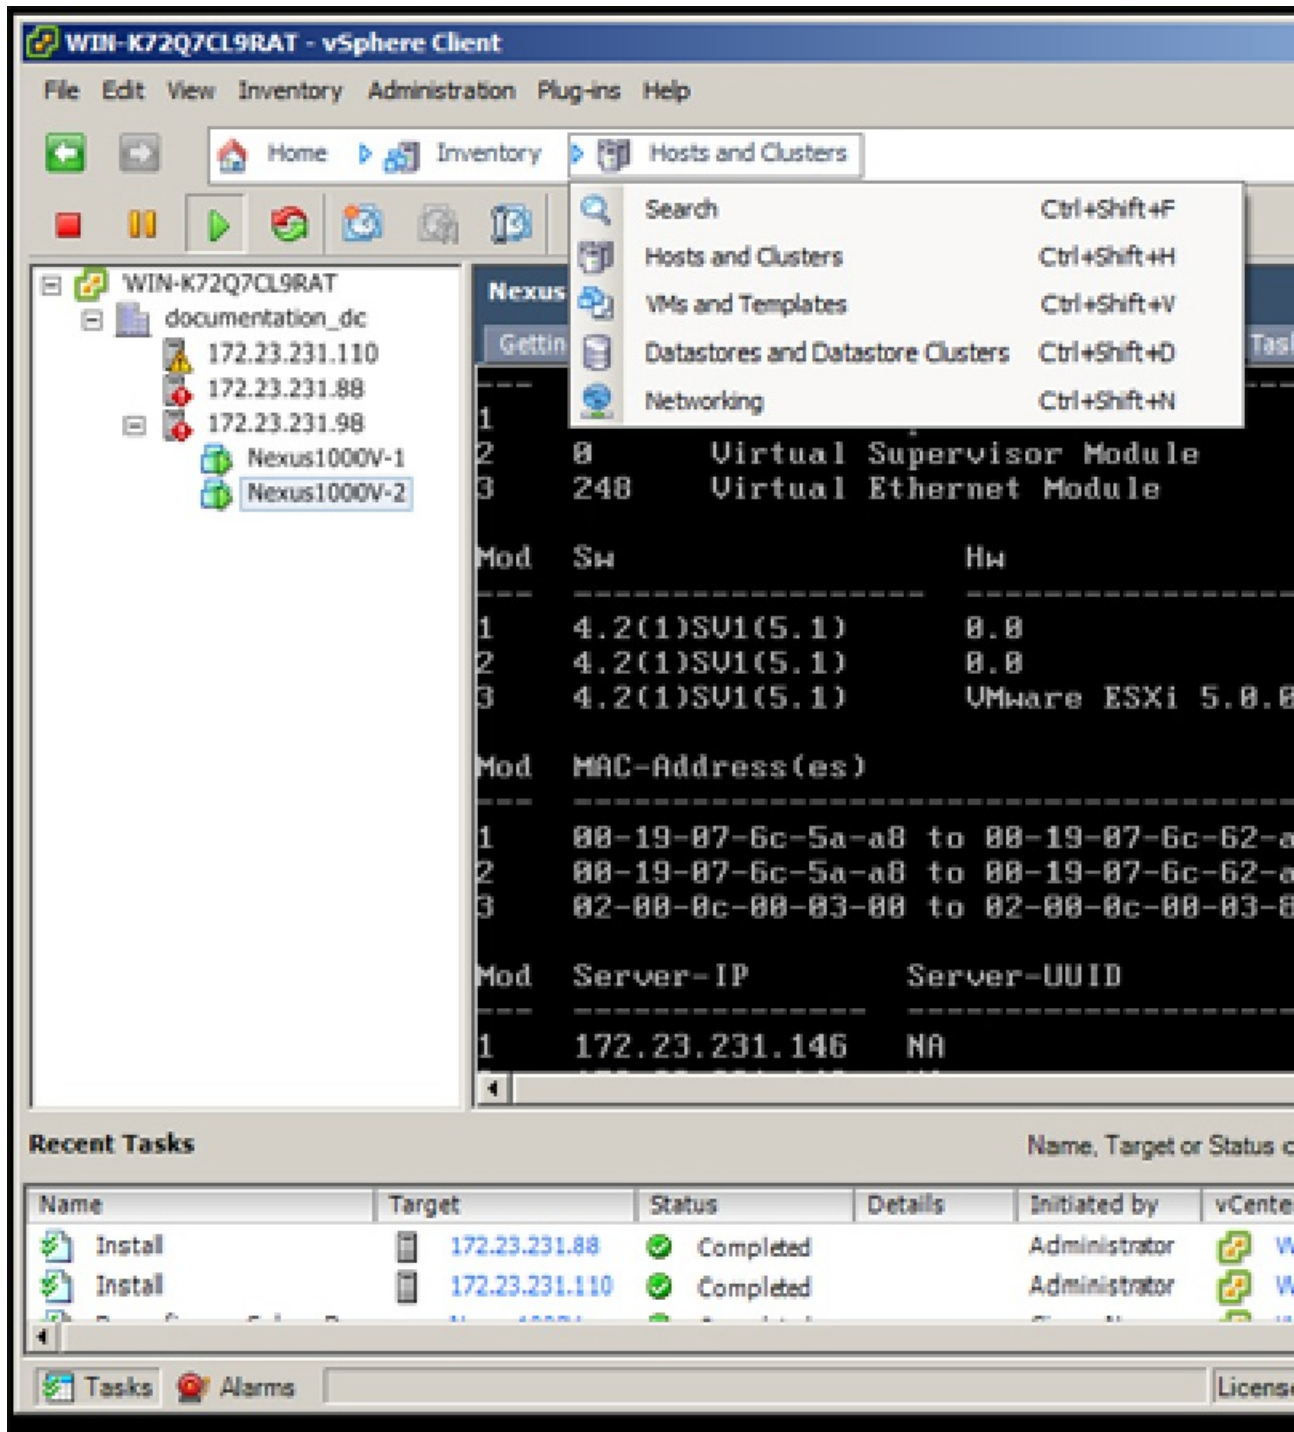 WIN-K72Q7CL9RAT - vSphere Client
File Edit View Inventory Administration Plug-ins Help
Home Inventory Hosts and Clusters
Search Ctrl+Shift+F
Hosts and Clusters Ctrl+Shift+H
VMs and Templates Ctrl+Shift+V
Datastores and Datastore Clusters Ctrl+Shift+D
Networking Ctrl+Shift+N
WIN-K72Q7CL9RAT
documentation_dc
172.23.231.110
172.23.231.88
172.23.231.98
Nexus1000V-1
Nexus1000V-2
Nexus
Gettin Task
--- 
1
2 0 Virtual Supervisor Module
3 248 Virtual Ethernet Module
Mod Sw Hw
--- ------------------ -----------------
1 4.2(1)SV1(5.1) 0.0
2 4.2(1)SV1(5.1) 0.0
3 4.2(1)SV1(5.1) VMware ESXi 5.0.0
Mod MAC-Address(es)
--- -------------------------------------
1 00-19-07-6c-5a-a8 to 00-19-07-6c-62-a
2 00-19-07-6c-5a-a8 to 00-19-07-6c-62-a
3 02-00-0c-00-03-00 to 02-00-0c-00-03-8
Mod Server-IP Server-UUID
--- --------------- --------------------
1 172.23.231.146 NA
Recent Tasks Name, Target or Status c
Name Target Status Details Initiated by vCente
Install 172.23.231.88 Completed Administrator W
Install 172.23.231.110 Completed Administrator W
Tasks Alarms License